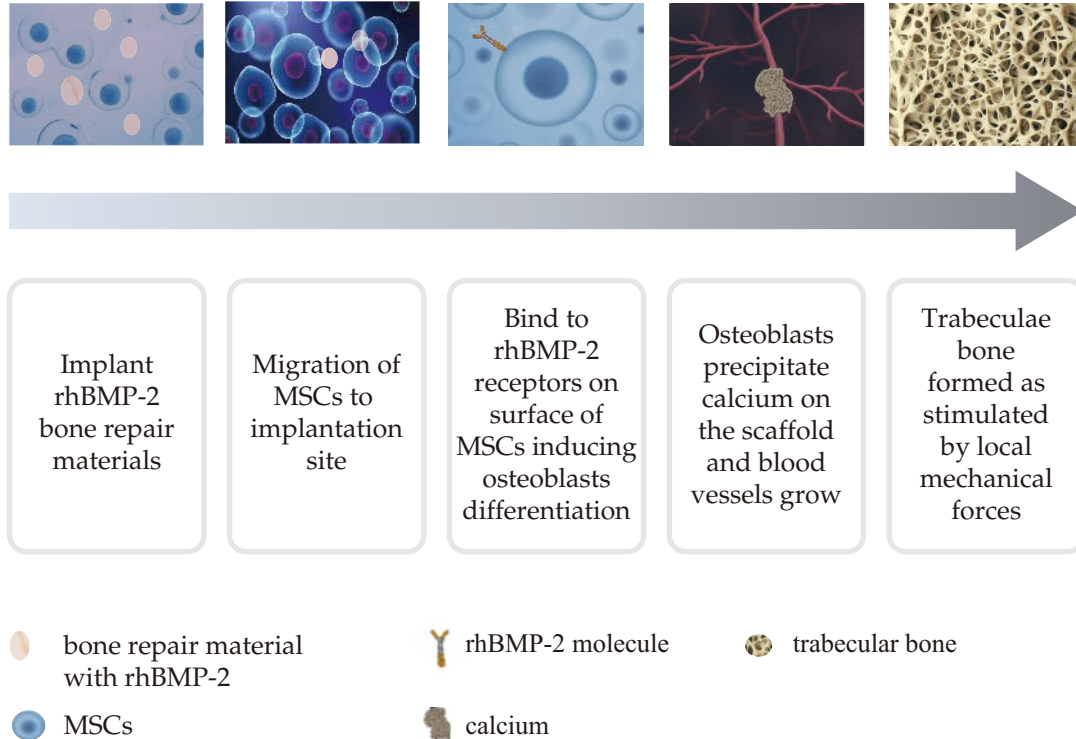 Implant
rhBMP-2
bone repair
materials
Migration of
MSCs to
implantation
site
Bind to
rhBMP-2
receptors on
surface of
MSCs inducing
osteoblasts
differentiation
Osteoblasts
precipitate
calcium on
the scaffold
and blood
vessels grow
Trabeculae
bone
formed as
stimulated
by local
mechanical
forces
bone repair material
with rhBMP-2
rhBMP-2 molecule
trabecular bone
MSCs
calcium